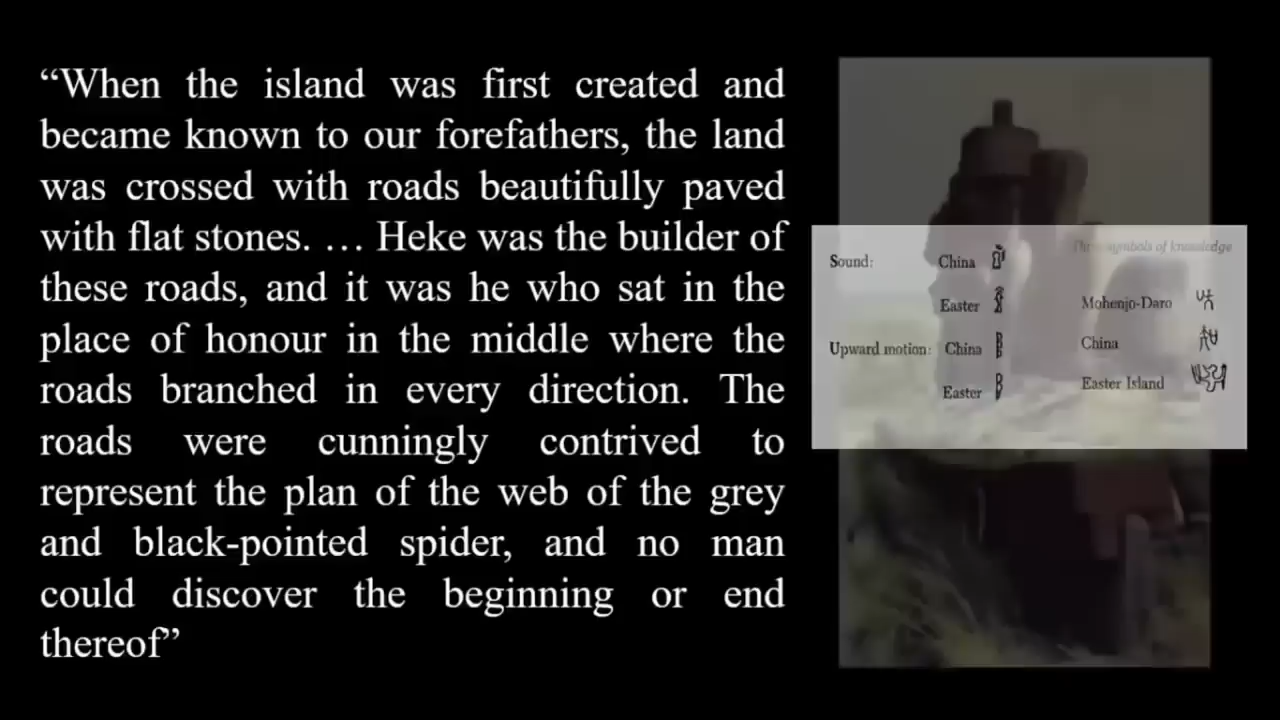 “When the island was first created and
became known to our forefathers, the land
was crossed with roads beautifully paved
with flat stones. … Heke was the builder of
these roads, and it was he who sat in the
place of honour in the middle where the
roads branched in every direction. The
roads were cunningly contrived to
represent the plan of the web of the grey
and black-pointed spider, and no man
could discover the beginning or end
thereof”
Sound: China
Easter
Upward motion: China
Easter
symbols of knowledge
Mohenjo-Daro
China
Easter Island